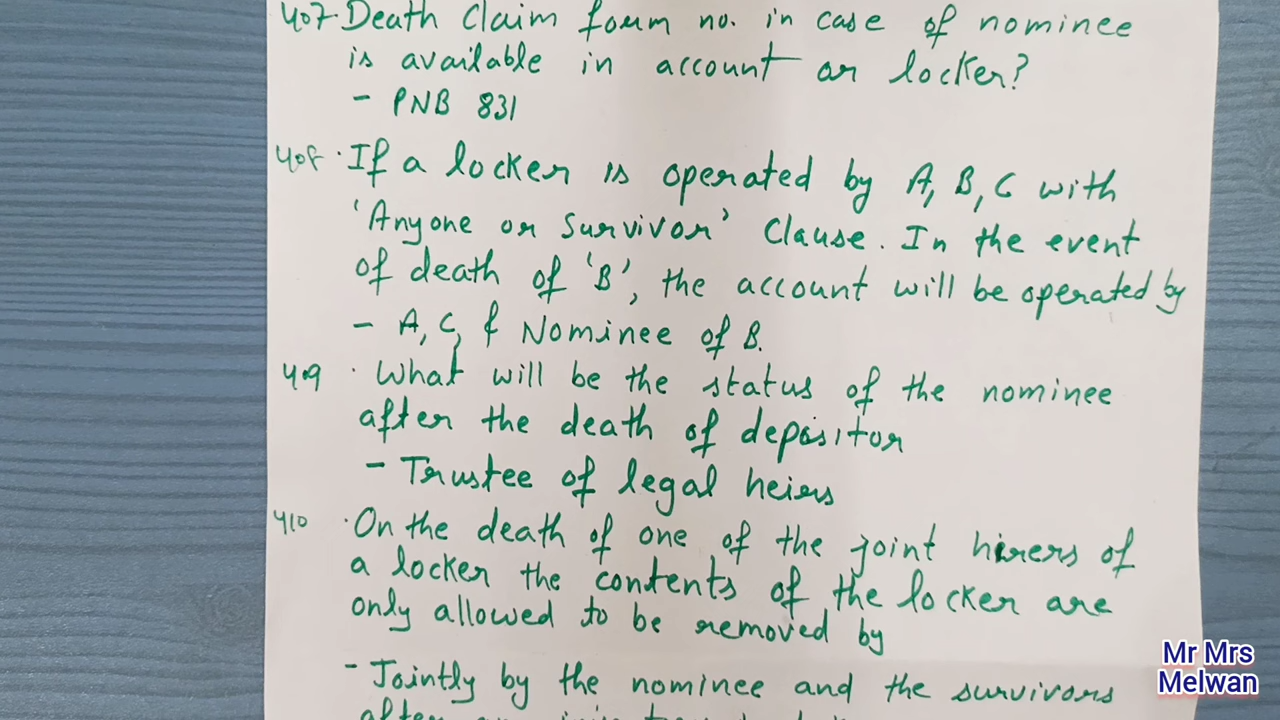 407- Death Claim form no. in case of nominee
is available in account or locker?
- PNB 831
408 · If a locker is operated by A, B, C with
'Anyone or Survivor' Clause. In the event
of death of 'B', the account will be operated by
- A, C, & Nominee of B.
409 · What will be the status of the nominee
after the death of depositor
- Trustee of legal heirs
410 · On the death of one of the joint hirers of
a locker the contents of the locker are
only allowed to be removed by
- Jointly by the nominee and the survivors
after
Mr Mrs
Melwan